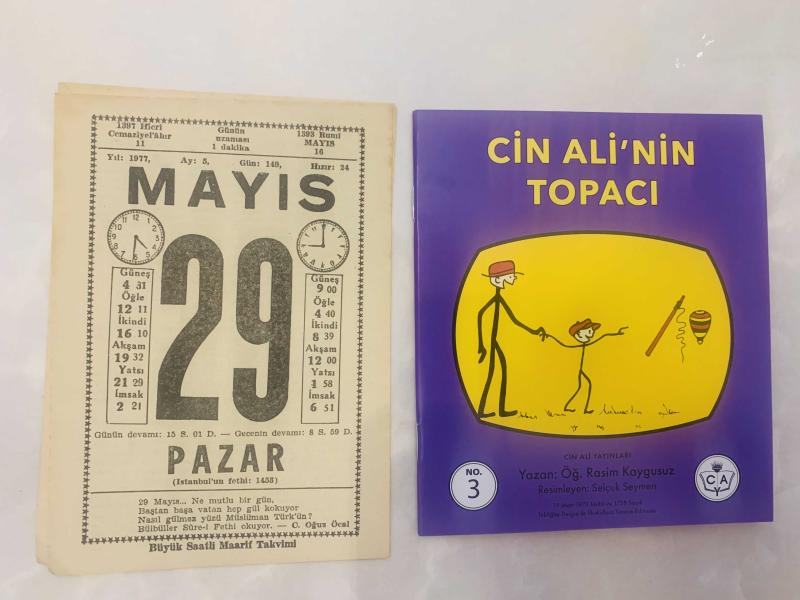 1397 Hicri
Cemaziyel'âhır
11
Günün
uzaması
1 dakika
1393 Rumi
MAYIS
16
Yıl: 1977, Ay: 5, Gün: 149, Hızır: 24
MAYIS
29
Güneş
4 31
Öğle
12 11
İkindi
16 10
Akşam
19 32
Yatsı
21 29
İmsak
2 21
Güneş
9 00
Öğle
4 40
İkindi
8 39
Akşam
12 00
Yatsı
1 58
İmsak
6 51
Günün devamı: 15 S. 01 D. — Gecenin devamı: 8 S. 59 D.
PAZAR
(İstanbul'un fethi: 1453)
29 Mayıs... Ne mutlu bir gün,
Baştan başa vatan hep gül kokuyor
Nasıl gülmez yüzü Müslüman Türk'ün?
Bülbüller Sûre-i Fethi okuyor. — C. Oğuz Öcal
Büyük Saatli Maarif Takvimi
CİN ALİ'NİN
TOPACI
CİN ALİ YAYINLARI
Yazan: Öğ. Rasim Kaygusuz
Resimleyen: Selçuk Seymen
NO.
3
C A
Y